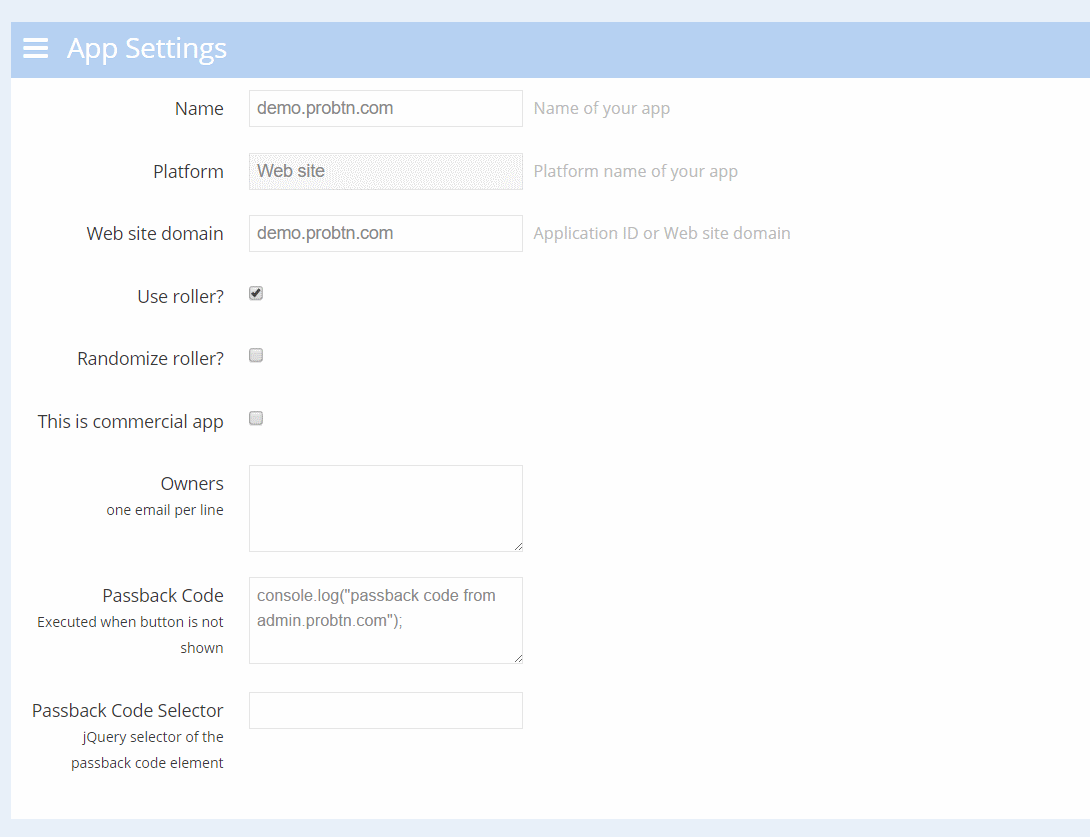 App Settings
Name demo.probtn.com Name of your app
Platform Web site Platform name of your app
Web site domain demo.probtn.com Application ID or Web site domain
Use roller?
Randomize roller?
This is commercial app
Owners
one email per line
Passback Code
Executed when button is not
shown
console.log("passback code from
admin.probtn.com");
Passback Code Selector
jQuery selector of the
passback code element